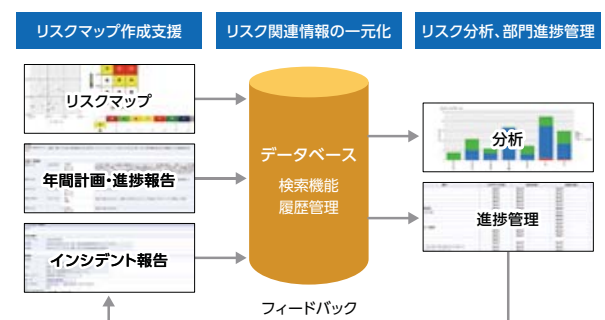 リスクマップ作成支援
リスク関連情報の一元化
リスク分析、部門進捗管理
リスクマップ
年間計画・進捗報告
インシデント報告
データベース
検索機能
履歴管理
分析
進捗管理
フィードバック